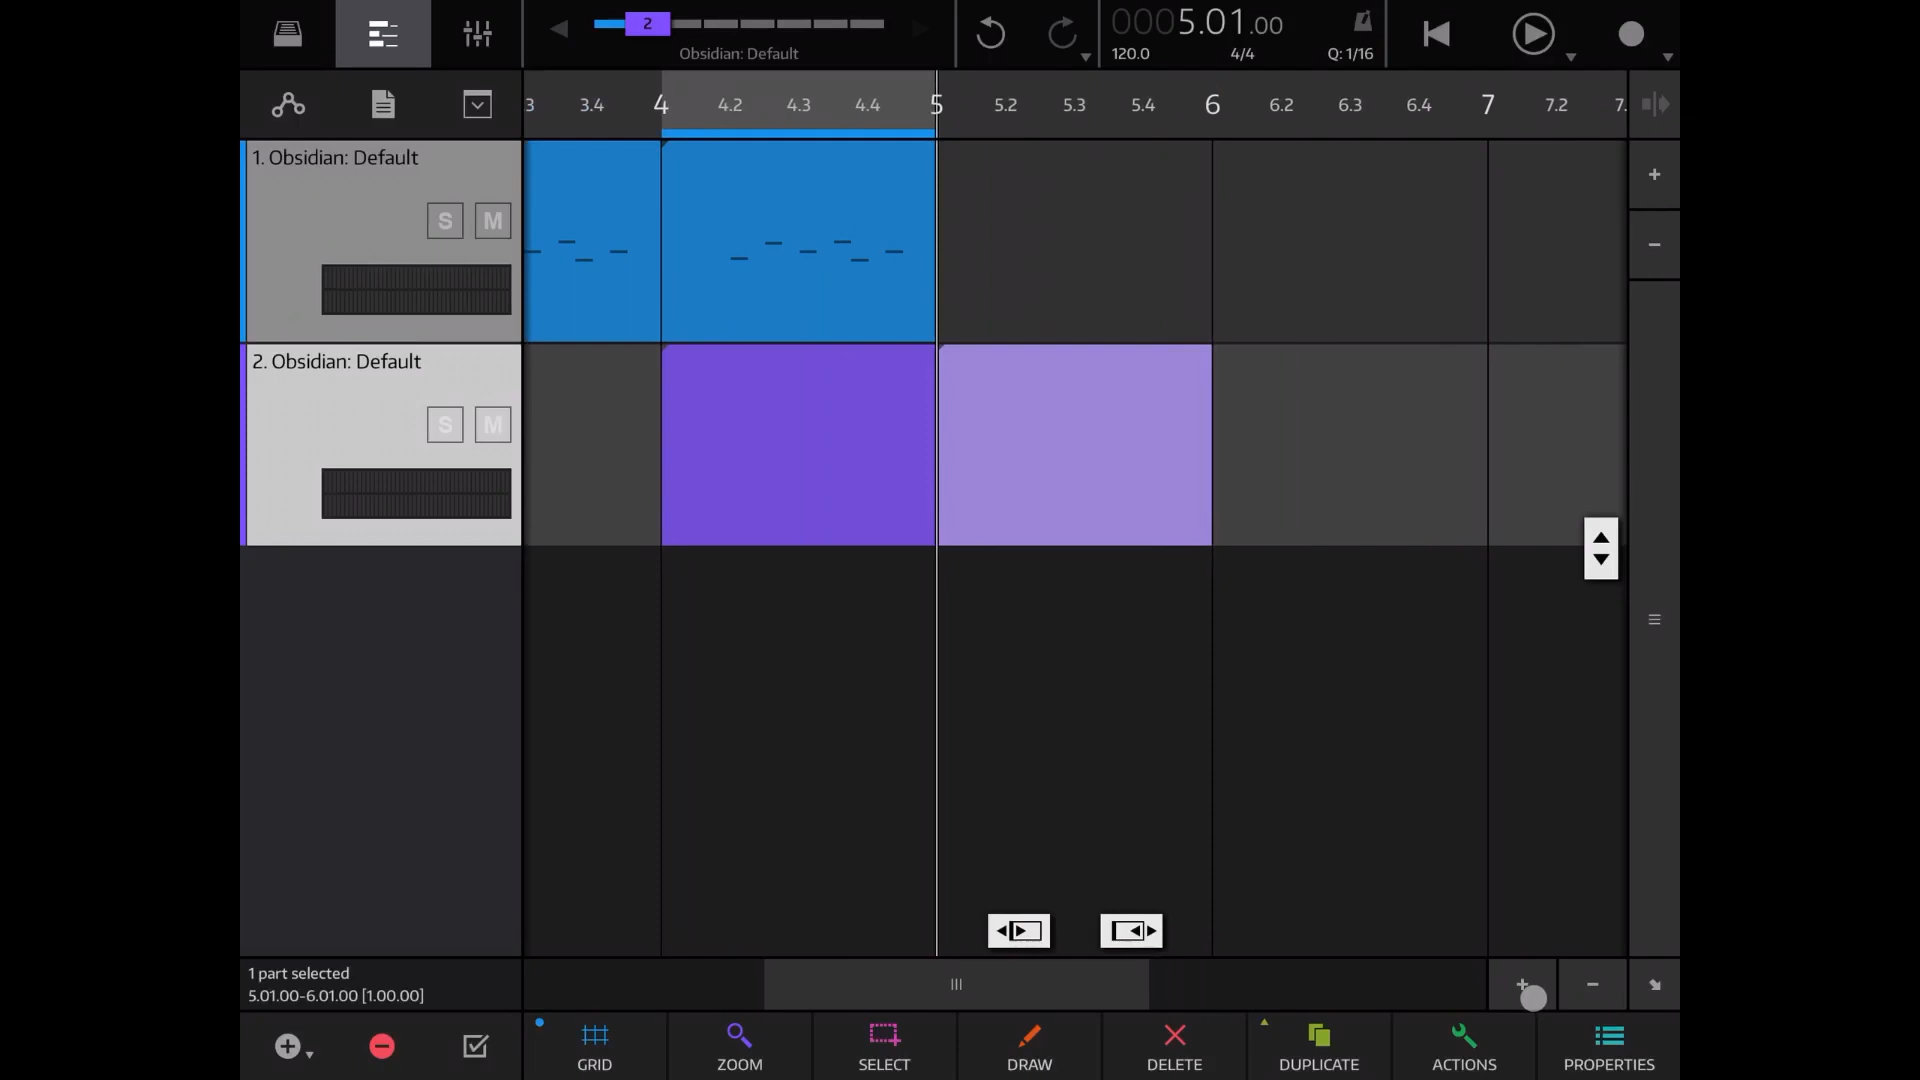 2
Obsidian: Default
0005.01.00
120.0 4/4 Q: 1/16
3 3.4 4 4.2 4.3 4.4 5 5.2 5.3 5.4 6 6.2 6.3 6.4 7 7.2 7.
1. Obsidian: Default
S M
2. Obsidian: Default
S M
1 part selected
5.01.00-6.01.00 [1.00.00]
GRID ZOOM SELECT DRAW DELETE DUPLICATE ACTIONS PROPERTIES